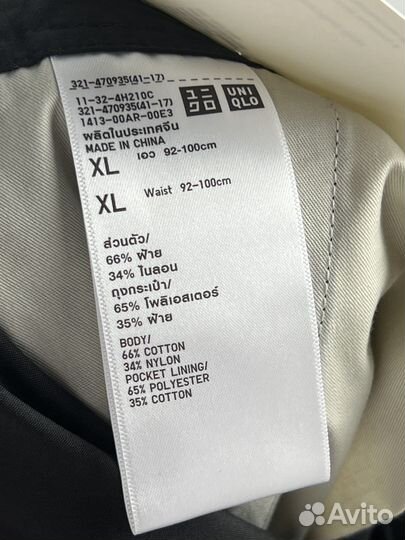 321-470935(41-17)
11-32-4H210C
321-470935(41-17)
1413-00AR-00E3
ユニクロ
UNIQLO
ผลิตในประเทศจีน
MADE IN CHINA
XL เอว 92-100cm
XL Waist 92-100cm
ส่วนตัว/
66% ฝ้าย
34% ไนลอน
ถุงกระเป๋า/
65% โพลิเอสเตอร์
35% ฝ้าย
BODY/
66% COTTON
34% NYLON
POCKET LINING/
65% POLYESTER
35% COTTON
Avito